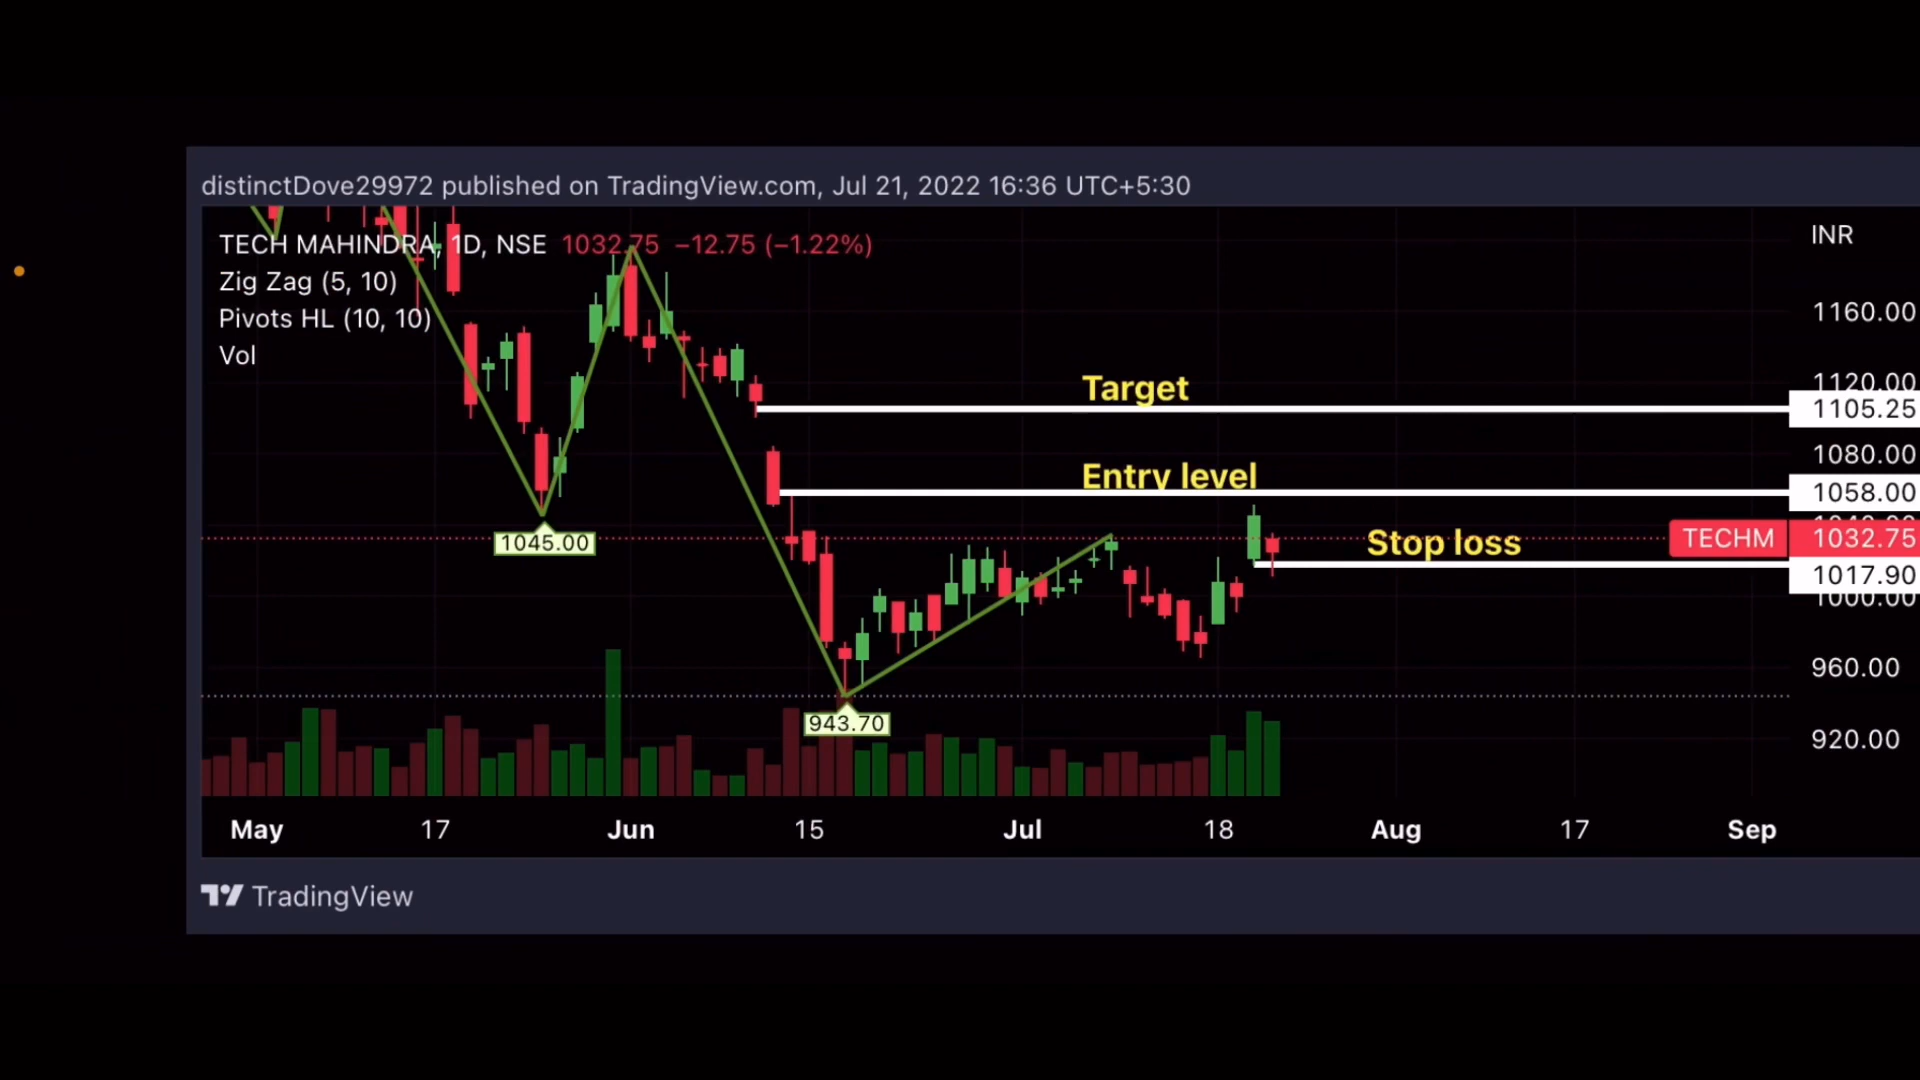 distinctDove29972 published on TradingView.com, Jul 21, 2022 16:36 UTC+5:30
TECH MAHINDRA, 1D, NSE 1032.75 −12.75 (−1.22%)
INR
Zig Zag (5, 10)
Pivots HL (10, 10)
Vol
1160.00
Target
1120.00
1105.25
1080.00
Entry level
1058.00
1045.00
Stop loss
TECHM 1032.75
1017.90
1000.00
960.00
943.70
920.00
May 17 Jun 15 Jul 18 Aug 17 Sep
TradingView